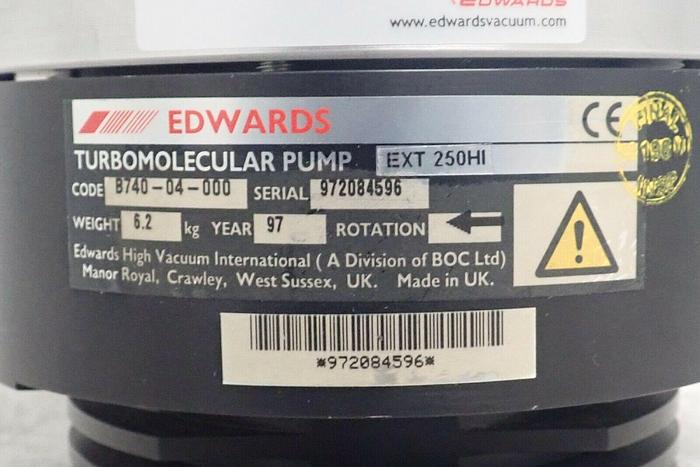 EDWARDS
www.edwardsvacuum.com
EDWARDS CE
TURBOMOLECULAR PUMP EXT 250HI
CODE B740-04-000 SERIAL 972084596
WEIGHT 6.2 kg YEAR 97 ROTATION
Edwards High Vacuum International ( A Division of BOC Ltd)
Manor Royal, Crawley, West Sussex, UK. Made in UK.
FINAL
*972084596*